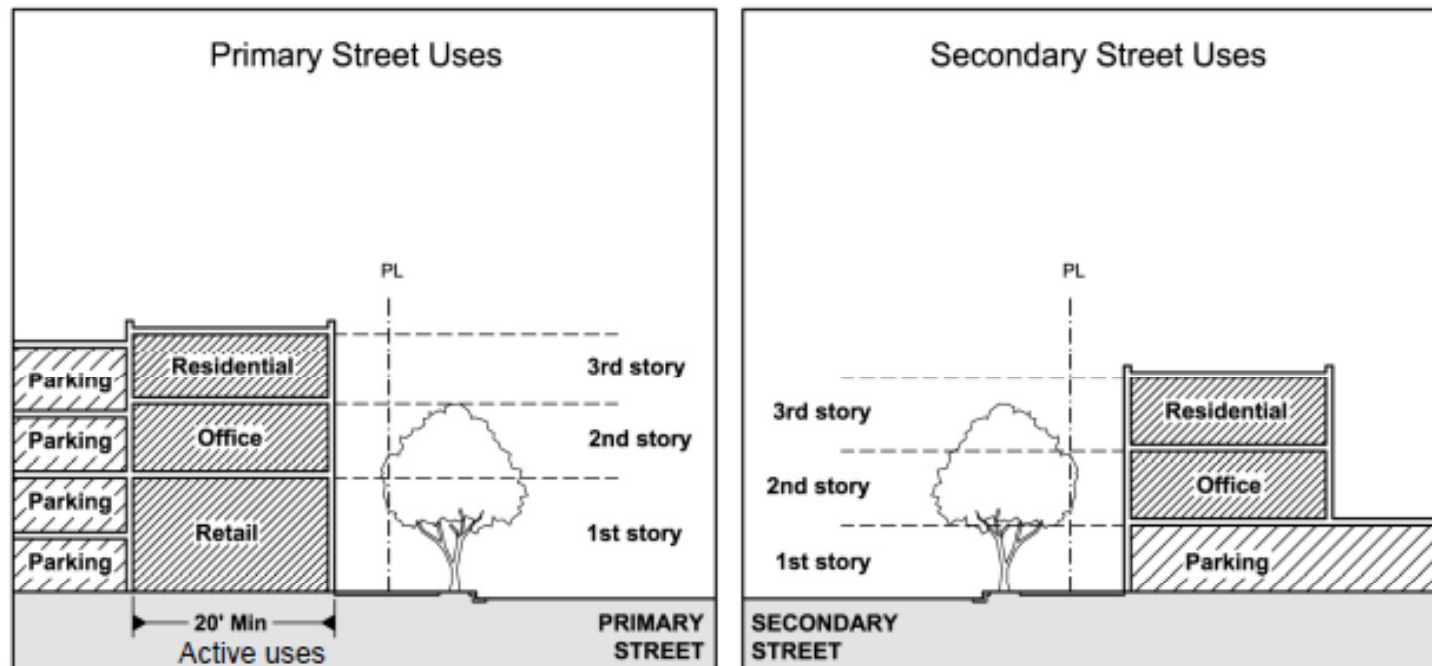 Primary Street Uses
PL
Residential
3rd story
Parking
Office
2nd story
Parking
Parking
Retail
1st story
Parking
20' Min
Active uses
PRIMARY
STREET
Secondary Street Uses
PL
3rd story
Residential
2nd story
Office
1st story
Parking
SECONDARY
STREET